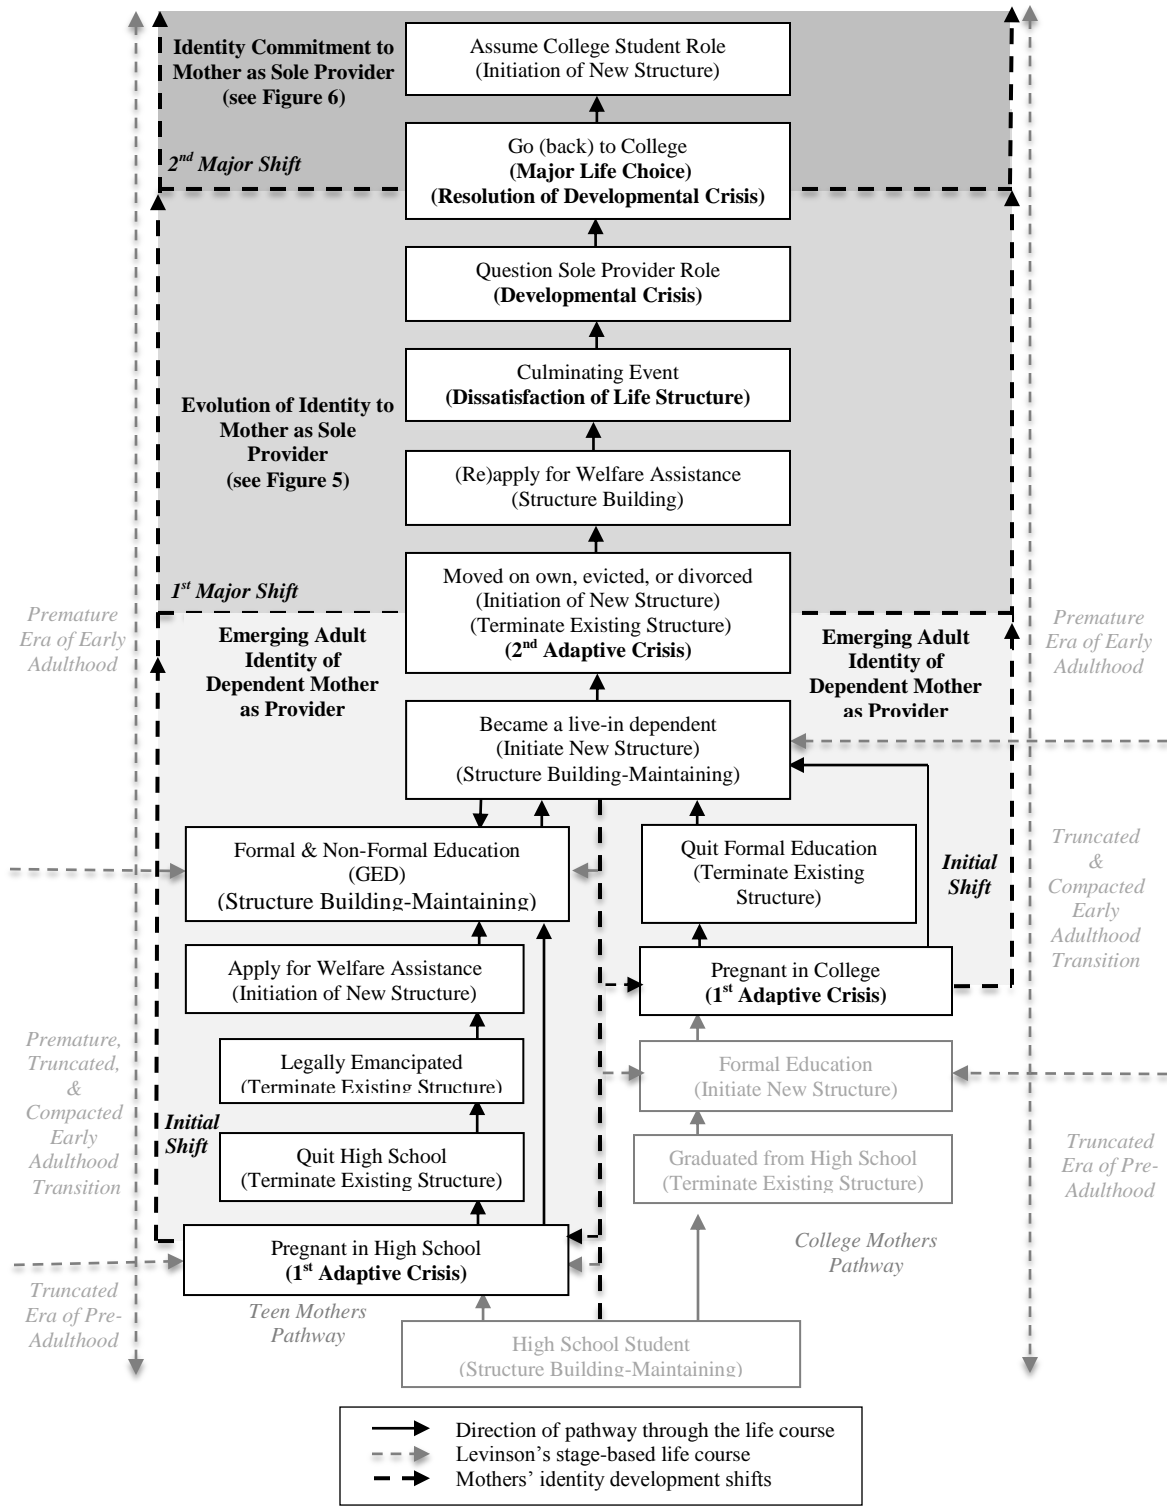 Identity Commitment to
Mother as Sole Provider
(see Figure 6)
2nd Major Shift
Assume College Student Role
(Initiation of New Structure)
Go (back) to College
(Major Life Choice)
(Resolution of Developmental Crisis)
Question Sole Provider Role
(Developmental Crisis)
Culminating Event
(Dissatisfaction of Life Structure)
Evolution of Identity to
Mother as Sole
Provider
(see Figure 5)
(Re)apply for Welfare Assistance
(Structure Building)
1st Major Shift
Moved on own, evicted, or divorced
(Initiation of New Structure)
(Terminate Existing Structure)
2nd Adaptive Crisis)
Premature
Era of Early
Adulthood
Emerging Adult
Identity of
Dependent Mother
as Provider
Emerging Adult
Identity of
Dependent Mother
as Provider
Premature
Era of Early
Adulthood
Became a live-in dependent
(Initiate New Structure)
(Structure Building-Maintaining)
Formal & Non-Formal Education
(GED)
(Structure Building-Maintaining)
Quit Formal Education
(Terminate Existing
Structure)
Initial
Shift
Truncated
&
Compacted
Early
Adulthood
Transition
Apply for Welfare Assistance
(Initiation of New Structure)
Pregnant in College
(1st Adaptive Crisis)
Premature,
Truncated,
&
Compacted
Early
Adulthood
Transition
Legally Emancipated
(Terminate Existing Structure)
Formal Education
(Initiate New Structure)
Initial
Shift
Quit High School
(Terminate Existing Structure)
Graduated from High School
(Terminate Existing Structure)
Truncated
Era of Pre-
Adulthood
Pregnant in High School
(1st Adaptive Crisis)
College Mothers
Pathway
Truncated
Era of Pre-
Adulthood
Teen Mothers
Pathway
High School Student
(Structure Building-Maintaining)
Direction of pathway through the life course
Levinson's stage-based life course
Mothers' identity development shifts